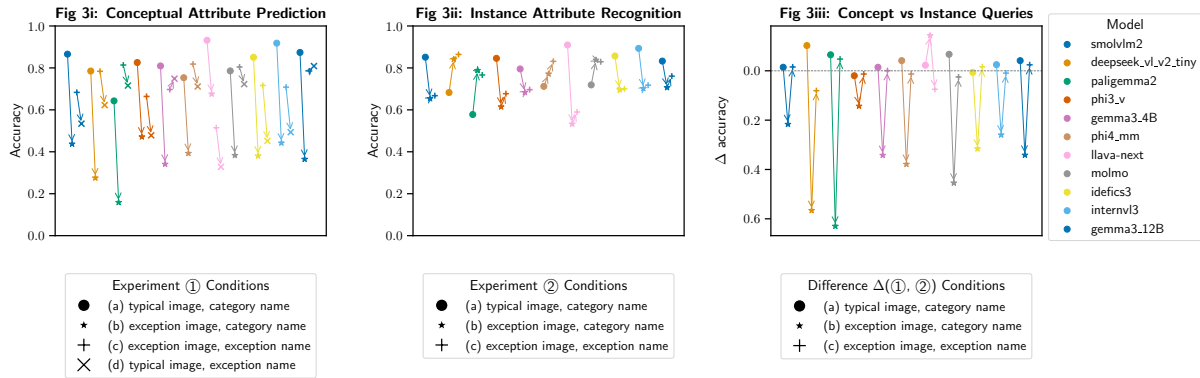 Fig 3i: Conceptual Attribute Prediction
1.0
0.8
0.6
0.4
0.2
0.0
Accuracy
Experiment ① Conditions
(a) typical image, category name
(b) exception image, category name
(c) exception image, exception name
(d) typical image, exception name
Fig 3ii: Instance Attribute Recognition
1.0
0.8
0.6
0.4
0.2
0.0
Accuracy
Experiment ② Conditions
(a) typical image, category name
(b) exception image, category name
(c) exception image, exception name
Fig 3iii: Concept vs Instance Queries
0.0
0.2
0.4
0.6
Δ accuracy
Difference Δ(①, ②) Conditions
(a) typical image, category name
(b) exception image, category name
(c) exception image, exception name
Model
smolvlm2
deepseek_vl_v2_tiny
paligemma2
phi3_v
gemma3_4B
phi4_mm
llava-next
molmo
idefics3
internvl3
gemma3_12B